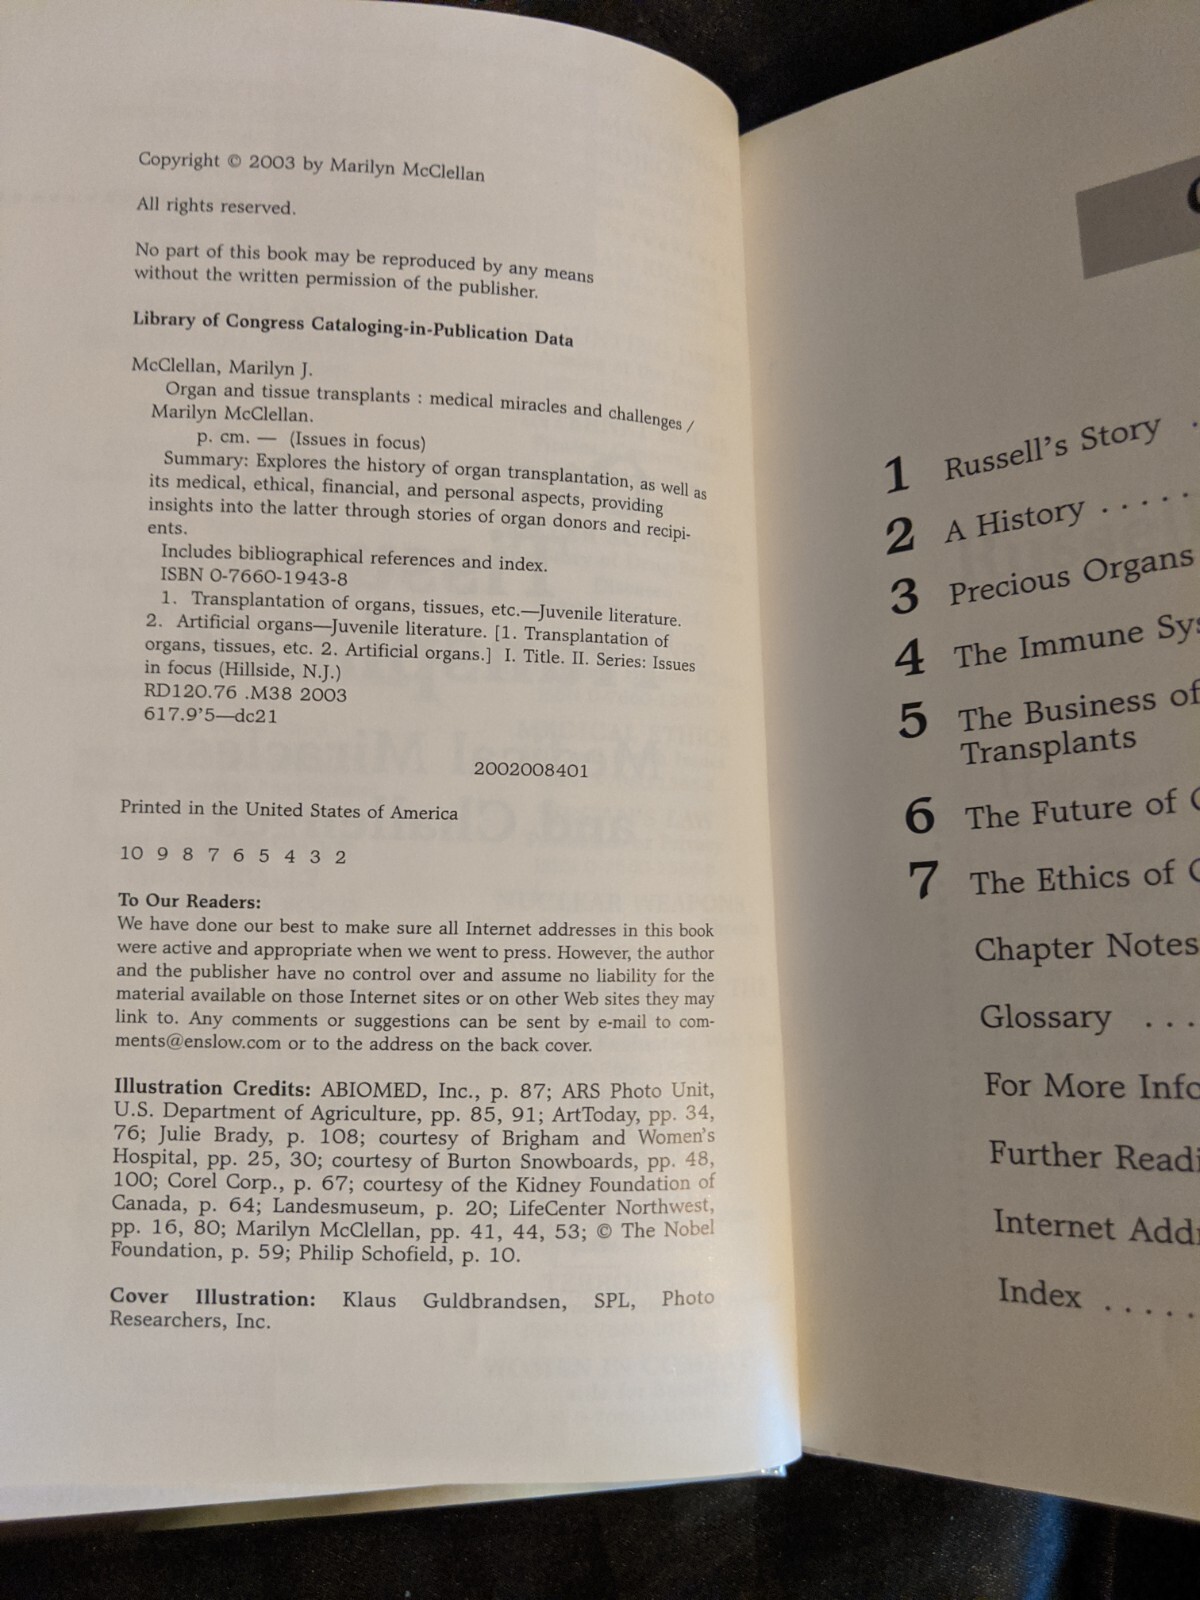 Copyright © 2003 by Marilyn McClellan
All rights reserved.
No part of this book may be reproduced by any means
without the written permission of the publisher.
Library of Congress Cataloging-in-Publication Data
McClellan, Marilyn J.
Organ and tissue transplants : medical miracles and challenges /
Marilyn McClellan.
p. cm. — (Issues in focus)
Summary: Explores the history of organ transplantation, as well as
its medical, ethical, financial, and personal aspects, providing
insights into the latter through stories of organ donors and recipi-
ents.
Includes bibliographical references and index.
ISBN 0-7660-1943-8
1. Transplantation of organs, tissues, etc.—Juvenile literature.
2. Artificial organs—Juvenile literature. [1. Transplantation of
organs, tissues, etc. 2. Artificial organs.] I. Title. II. Series: Issues
in focus (Hillside, N.J.)
RD120.76 .M38 2003
617.9'5—dc21
2002008401
Printed in the United States of America
10 9 8 7 6 5 4 3 2
To Our Readers:
We have done our best to make sure all Internet addresses in this book
were active and appropriate when we went to press. However, the author
and the publisher have no control over and assume no liability for the
material available on those Internet sites or on other Web sites they may
link to. Any comments or suggestions can be sent by e-mail to com-
ments@enslow.com or to the address on the back cover.
Illustration Credits: ABIOMED, Inc., p. 87; ARS Photo Unit,
U.S. Department of Agriculture, pp. 85, 91; ArtToday, pp. 34,
76; Julie Brady, p. 108; courtesy of Brigham and Women's
Hospital, pp. 25, 30; courtesy of Burton Snowboards, pp. 48,
100; Corel Corp., p. 67; courtesy of the Kidney Foundation of
Canada, p. 64; Landesmuseum, p. 20; LifeCenter Northwest,
pp. 16, 80; Marilyn McClellan, pp. 41, 44, 53; © The Nobel
Foundation, p. 59; Philip Schofield, p. 10.
Cover Illustration: Klaus Guldbrandsen, SPL, Photo
Researchers, Inc.
1 Russell's Story .
2 A History . . . . .
3 Precious Organs
4 The Immune Sys
5 The Business of
Transplants
6 The Future of
7 The Ethics of
Chapter Notes
Glossary . . .
For More Info
Further Readi
Internet Addr
Index . . . . .